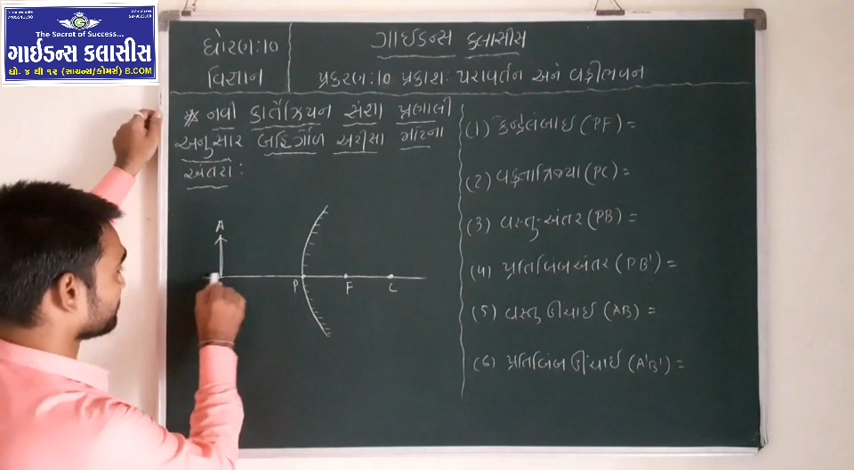 The Secret of Success...
ગાઈડન્સ ક્લાસીસ
ધો. ૪ થી ૧૨ (સાયન્સ/કોમર્સ) B.COM
ધોરણ:૧૦
ગાઈડન્સ ક્લાસીસ
વિજ્ઞાન
પ્રકરણ:૧૦ પ્રકાશ: પરાવર્તન અને વક્રીભવન
* નવી કાર્તેઝિયન સંજ્ઞા પ્રણાલી
અનુસાર બહિર્ગોળ અરીસા માટેના
અંતરો:
A
P F C
(1) કેન્દ્રલંબાઈ (PF) =
(2) વક્રતાત્રિજ્યા (PC) =
(3) વસ્તુ-અંતર (PB) =
(4) પ્રતિબિંબઅંતર (PB') =
(5) વસ્તુ ઊંચાઈ (AB) =
(6) પ્રતિબિંબ ઊંચાઈ (A'B') =